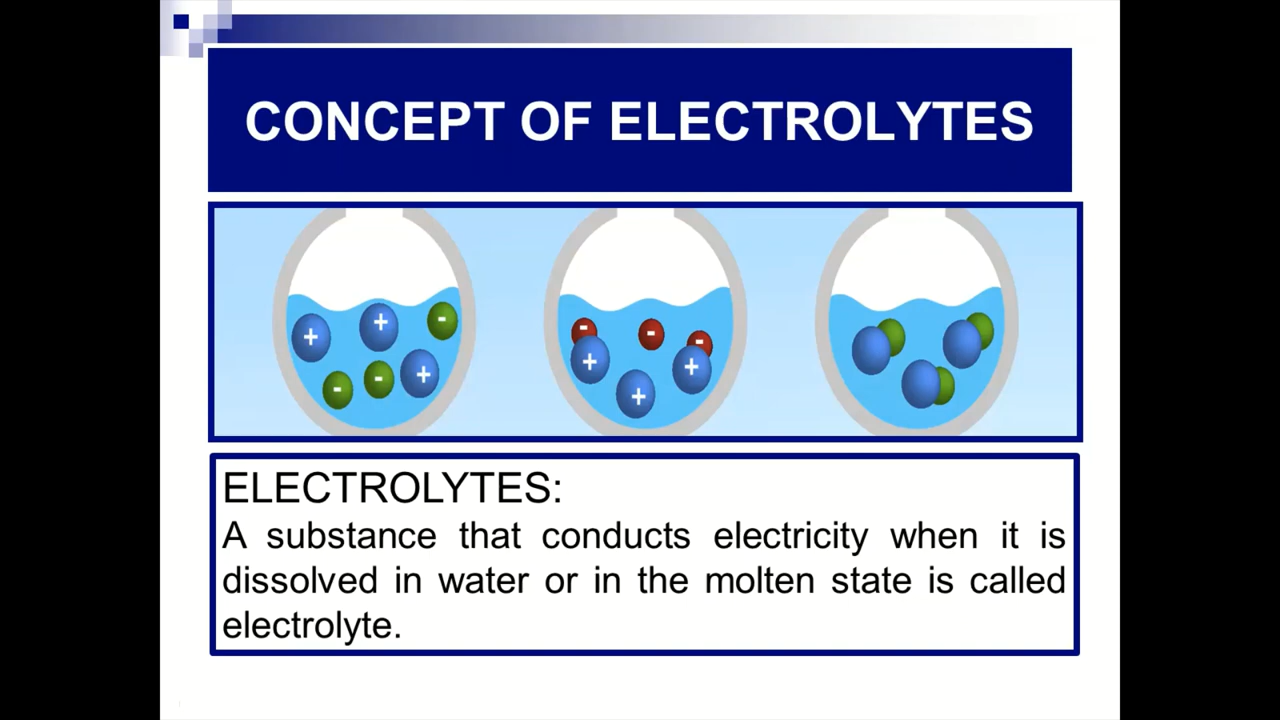 CONCEPT OF ELECTROLYTES
+ + -
- - +
- - -
+ + +
ELECTROLYTES:
A substance that conducts electricity when it is
dissolved in water or in the molten state is called
electrolyte.